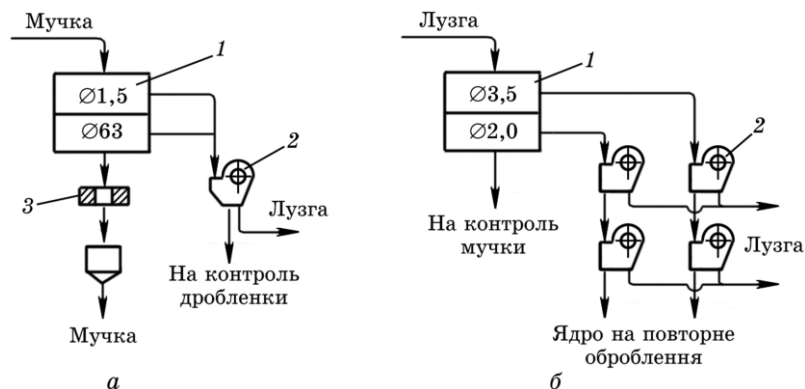 Мучка
1
∅1,5
∅63
2
3
Лузга
На контроль
дробленки
Мучка
а
Лузга
1
∅3,5
∅2,0
2
На контроль
мучки
Лузга
Ядро на повторне
оброблення
б